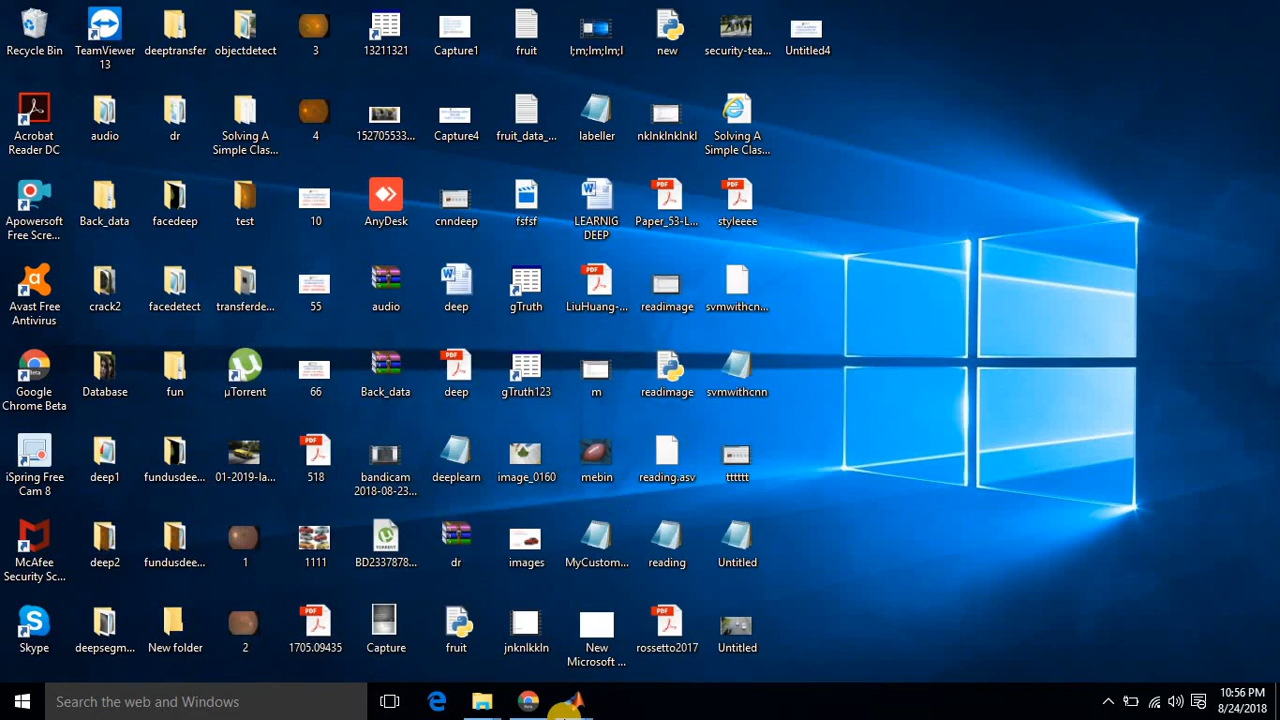 Recycle Bin
TeamViewer 13
deeptransfer
objectdetect
3
13211321
Capture1
fruit
l;m;lm;lm;l
new
security-tea...
Untitled4
Acrobat Reader DC
audio
dr
Solving A Simple Clas...
4
152705533...
Capture4
fruit_data_...
labeller
nklnklnklnkl
Solving A Simple Clas...
Apowersoft Free Scre...
Back_data
facedeep
test
10
AnyDesk
cnndeep
fsfsf
LEARNIG DEEP
Paper_53-L...
styleeee
Avast Free Antivirus
crack2
facedetect
transferde...
55
audio
deep
gTruth
LiuHuang-...
readimage
svmwithcn...
Google Chrome Beta
Database
fun
µTorrent
66
Back_data
deep
gTruth123
m
readimage
svmwithcnn
iSpring Free Cam 8
deep1
fundusdee...
01-2019-la...
518
bandicam 2018-08-23...
deeplearn
image_0160
mebin
reading.asv
tttttt
McAfee Security Sc...
deep2
fundusdee...
1
1111
BD2337878...
dr
images
MyCustom...
reading
Untitled
Skype
deepsegm...
New folder
2
1705.09435
Capture
fruit
jnknlkkln
New Microsoft ...
rossetto2017
Untitled
Search the web and Windows
10:56 PM
8/24/2018